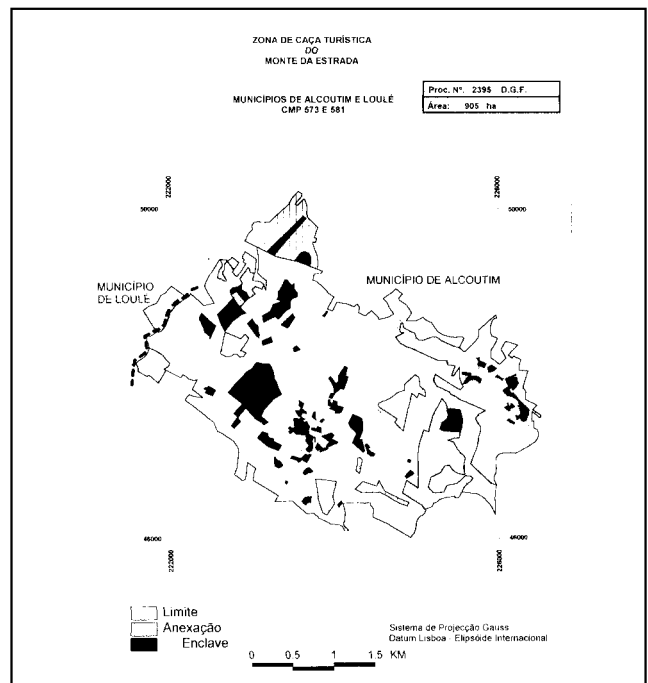 ZONA DE CAÇA TURÍSTICA
DO
MONTE DA ESTRADA
MUNICÍPIOS DE ALCOUTIM E LOULÉ
CMP 573 E 581
Proc. Nº. 2395 D.G.F.
Área: 905 ha
222000
226000
50000
50000
MUNICÍPIO
DE LOULÉ
MUNICÍPIO DE ALCOUTIM
46000
46000
222000
226000
Limite
Anexação
Enclave
Sistema de Projecção Gauss
Datum Lisboa - Elipsóide Internacional
0 0.5 1 1.5 KM